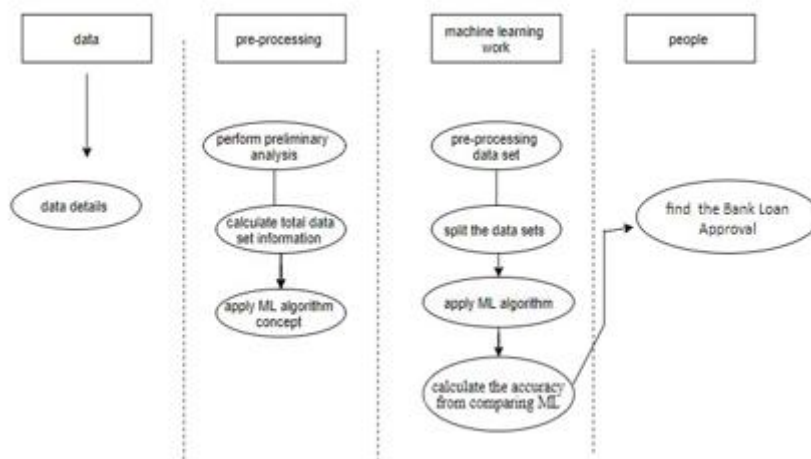 data
pre-processing
machine learning
work
people
perform preliminary
analysis
pre-processing
data set
data details
calculate total data
set information
split the data sets
find the Bank Loan
Approval
apply ML algorithm
concept
apply ML algorithm
calculate the accuracy
from comparing ML